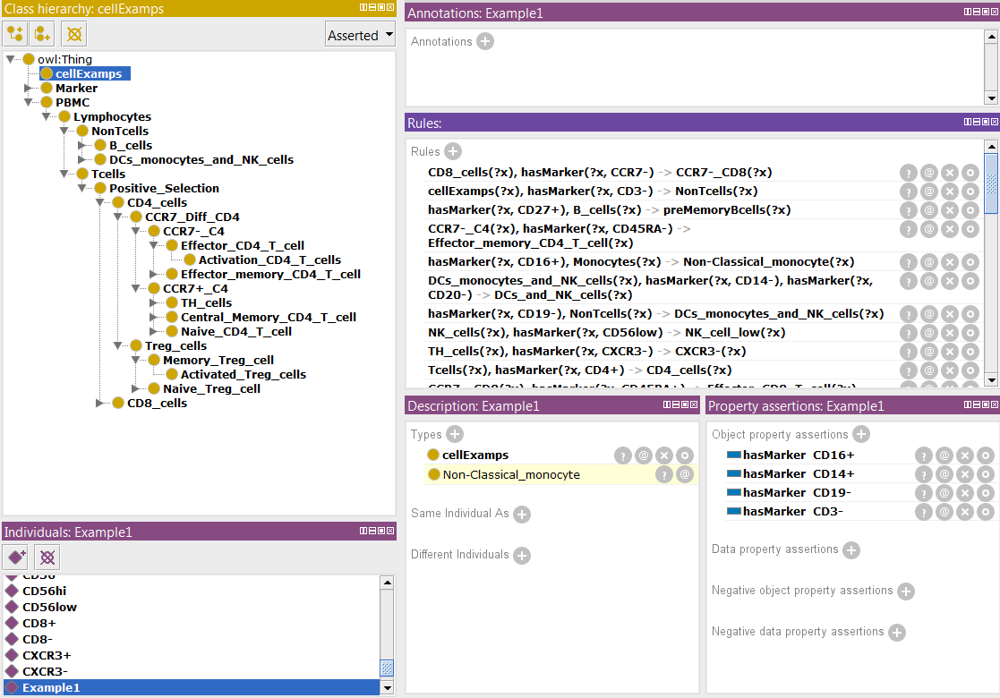 Class hierarchy: cellExamps
Asserted
owl:Thing
cellExamps
Marker
PBMC
Lymphocytes
NonTcells
B_cells
DCs_monocytes_and_NK_cells
Tcells
Positive_Selection
CD4_cells
CCR7_Diff_CD4
CCR7-_C4
Effector_CD4_T_cell
Activation_CD4_T_cells
Effector_memory_CD4_T_cell
CCR7+_C4
TH_cells
Central_Memory_CD4_T_cell
Naive_CD4_T_cell
Treg_cells
Memory_Treg_cell
Activated_Treg_cells
Naive_Treg_cell
CD8_cells
Individuals: Example1
CD56
CD56hi
CD56low
CD8+
CD8-
CXCR3+
CXCR3-
Example1
Annotations: Example1
Annotations
Rules:
Rules
CD8_cells(?x), hasMarker(?x, CCR7-) -> CCR7-_CD8(?x)
cellExamps(?x), hasMarker(?x, CD3-) -> NonTcells(?x)
hasMarker(?x, CD27+), B_cells(?x) -> preMemoryBcells(?x)
CCR7-_C4(?x), hasMarker(?x, CD45RA-) ->
Effector_memory_CD4_T_cell(?x)
hasMarker(?x, CD16+), Monocytes(?x) -> Non-Classical_monocyte(?x)
DCs_monocytes_and_NK_cells(?x), hasMarker(?x, CD14-), hasMarker(?x,
CD20-) -> DCs_and_NK_cells(?x)
hasMarker(?x, CD19-), NonTcells(?x) -> DCs_monocytes_and_NK_cells(?x)
NK_cells(?x), hasMarker(?x, CD56low) -> NK_cell_low(?x)
TH_cells(?x), hasMarker(?x, CXCR3-) -> CXCR3-(?x)
Tcells(?x), hasMarker(?x, CD4+) -> CD4_cells(?x)
CCR7-_CD8(?x), hasMarker(?x, CD45RA+) -> Effector_CD8_T_cell(?x)
Description: Example1
Types
cellExamps
Non-Classical_monocyte
Same Individual As
Different Individuals
Property assertions: Example1
Object property assertions
hasMarker CD16+
hasMarker CD14+
hasMarker CD19-
hasMarker CD3-
Data property assertions
Negative object property assertions
Negative data property assertions